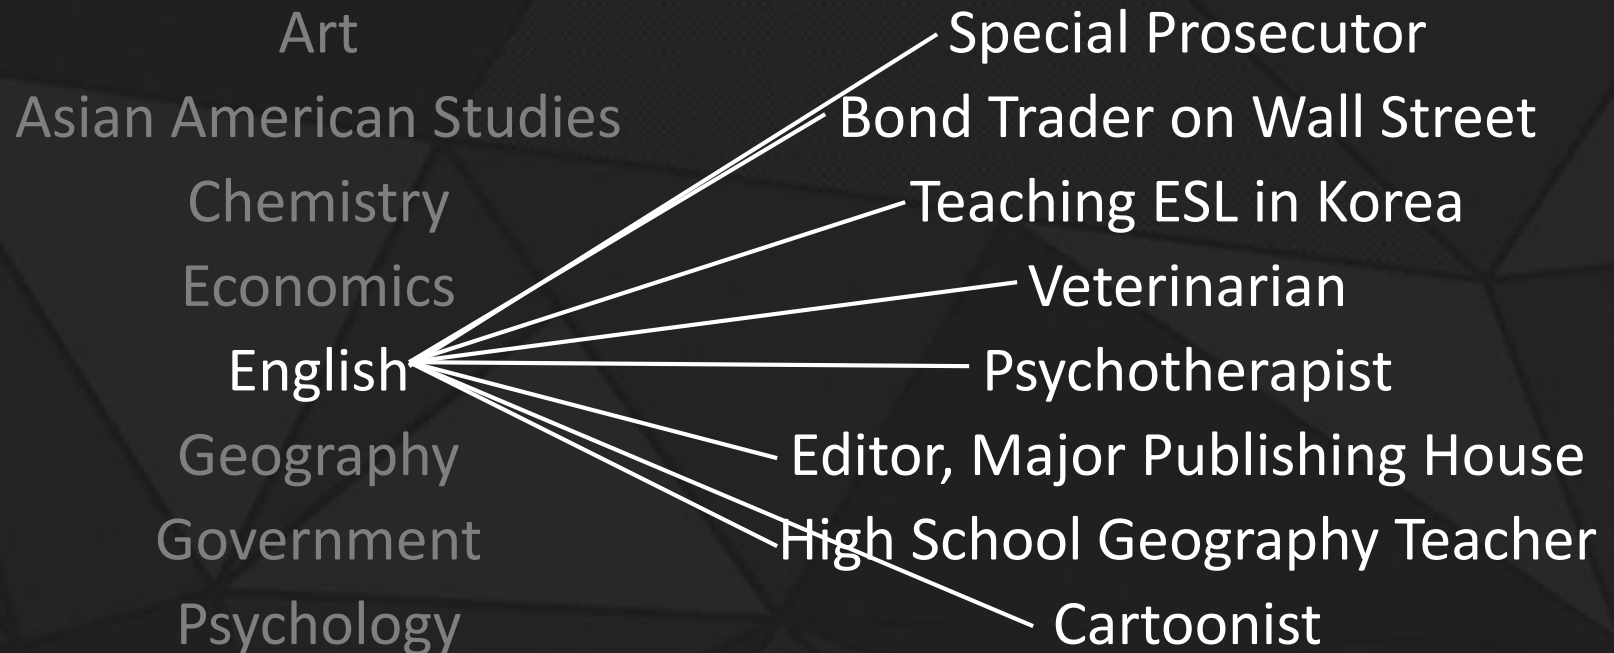 Art
Asian American Studies
Chemistry
Economics
English
Geography
Government
Psychology
Special Prosecutor
Bond Trader on Wall Street
Teaching ESL in Korea
Veterinarian
Psychotherapist
Editor, Major Publishing House
High School Geography Teacher
Cartoonist